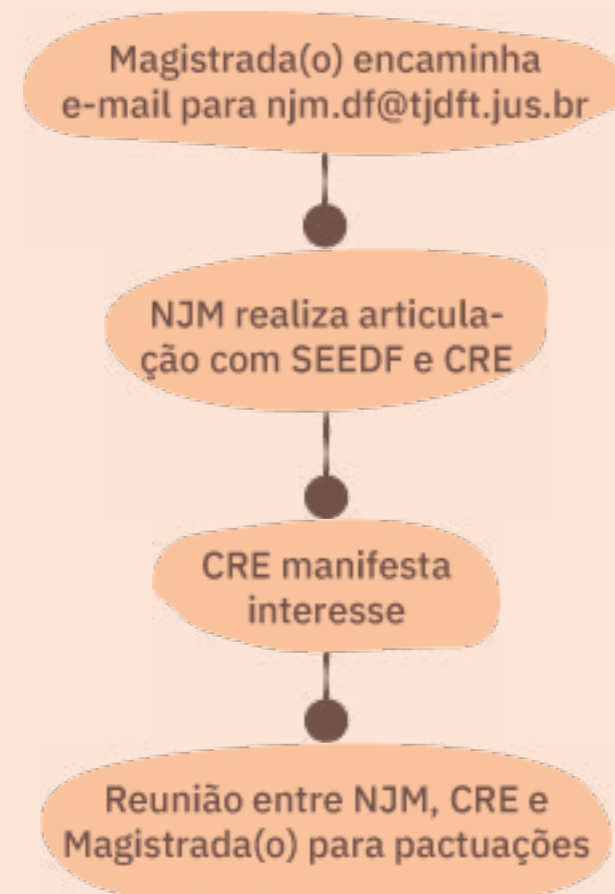 Magistrada(o) encaminha
e-mail para njm.df@tjdft.jus.br
NJM realiza articula-
ção com SEEDF e CRE
CRE manifesta
interesse
Reunião entre NJM, CRE e
Magistrada(o) para pactuações